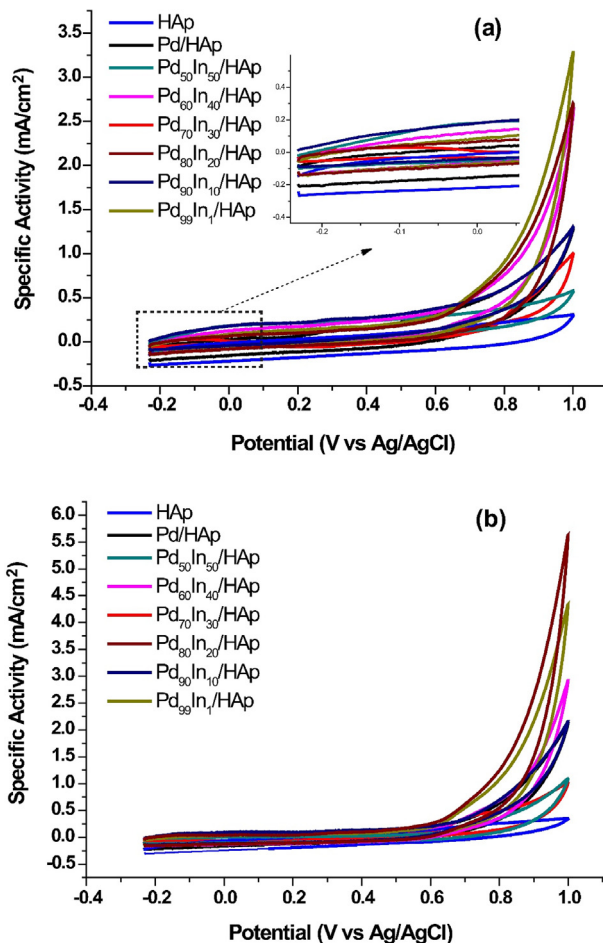 (a)
HAp
Pd/HAp
Pd50In50/HAp
Pd60In40/HAp
Pd70In30/HAp
Pd80In20/HAp
Pd90In10/HAp
Pd99In1/HAp
3.5
3.0
2.5
2.0
1.5
1.0
0.5
0.0
-0.5
Specific Activity (mA/cm²)
0.4
0.2
0.0
-0.2
-0.4
-0.2 -0.1 0.0
-0.4 -0.2 0.0 0.2 0.4 0.6 0.8 1.0
Potential (V vs Ag/AgCl)
(b)
HAp
Pd/HAp
Pd50In50/HAp
Pd60In40/HAp
Pd70In30/HAp
Pd80In20/HAp
Pd90In10/HAp
Pd99In1/HAp
6.0
5.5
5.0
4.5
4.0
3.5
3.0
2.5
2.0
1.5
1.0
0.5
0.0
-0.5
Specific Activity (mA/cm²)
-0.4 -0.2 0.0 0.2 0.4 0.6 0.8 1.0
Potential (V vs Ag/AgCl)